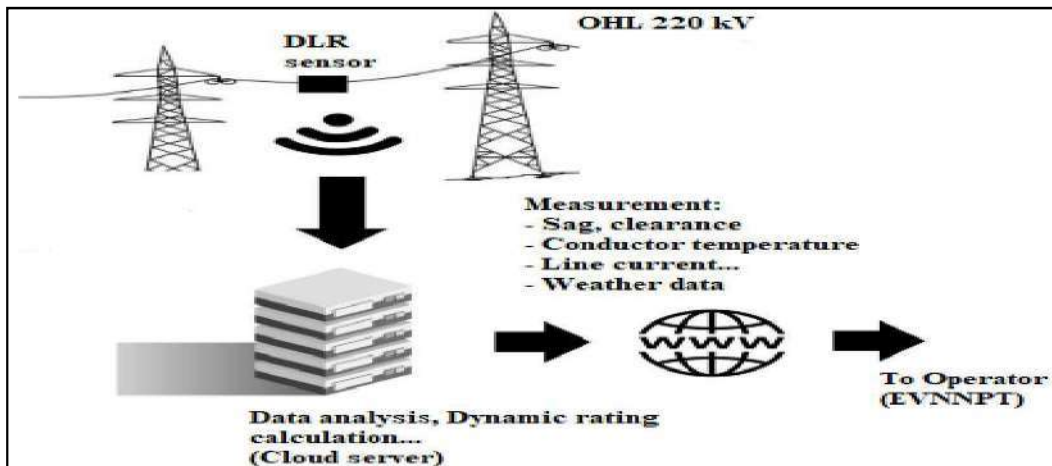 OHL 220 kV
DLR
sensor
Measurement:
- Sag, clearance
- Conductor temperature
- Line current...
- Weather data
WWW
To Operator
(EVNNPT)
Data analysis, Dynamic rating
calculation...
(Cloud server)